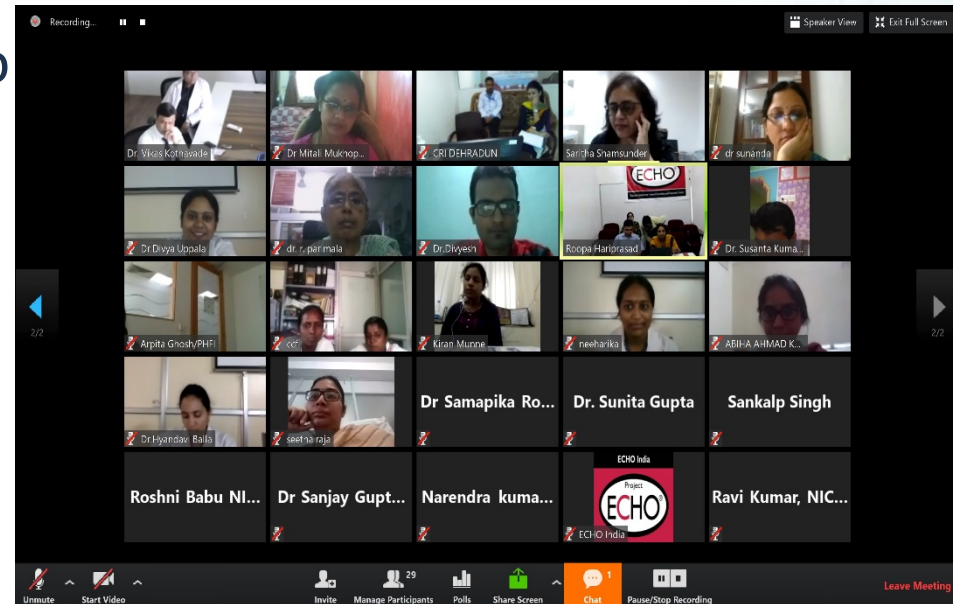 Recording...
Speaker View
Exit Full Screen
Dr. Vikas Kotnavade
Dr Mitali Mukhop...
CRI DEHRADUN
Saritha Shamsunder
dr sunanda
Dr.Divya Uppala
dr. r. parimala
Dr.Divyesh
ECHO
Roopa Hariprasad
Dr. Susanta Kuma...
2/2
Arpita Ghosh/PHFI
ccf
Kiran Munne
neeharika
ABIHA AHMAD K...
2/2
Dr.Hyandavi Balla
seetha raja
Dr Samapika Ro...
Dr. Sunita Gupta
Sankalp Singh
Roshni Babu NI...
Dr Sanjay Gupt...
Narendra kuma...
ECHO India
Project
ECHO®
ECHO India
Ravi Kumar, NIC...
Unmute
Start Video
Invite
29
Manage Participants
Polls
Share Screen
1
Chat
Pause/Stop Recording
Leave Meeting